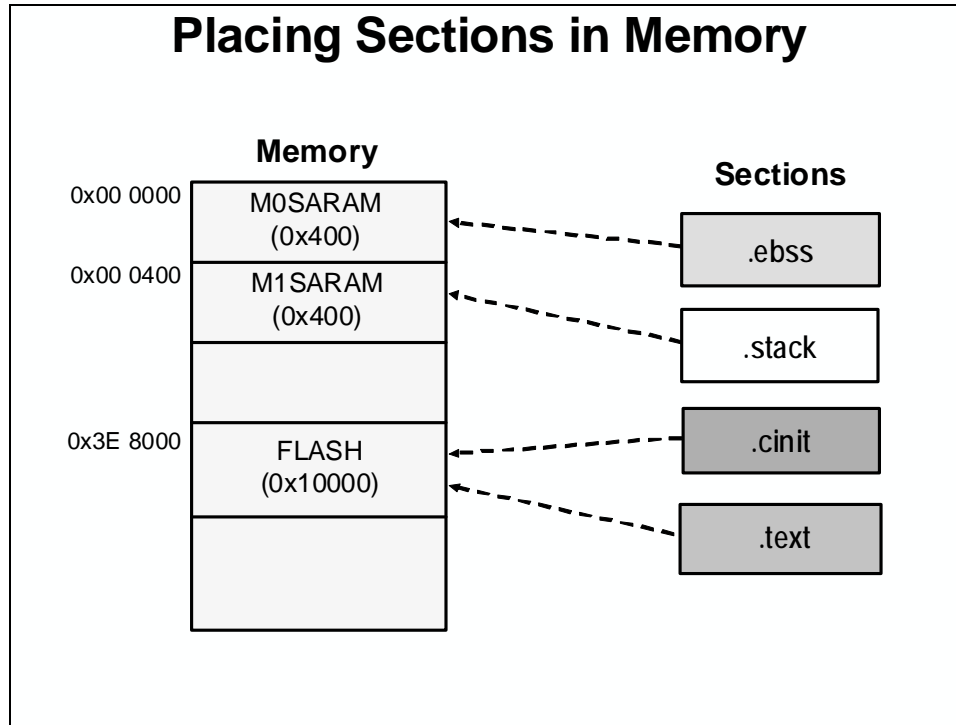 Placing Sections in Memory
Memory
Sections
0x00 0000
M0SARAM
(0x400)
.ebss
0x00 0400
M1SARAM
(0x400)
.stack
0x3E 8000
FLASH
(0x10000)
.cinit
.text